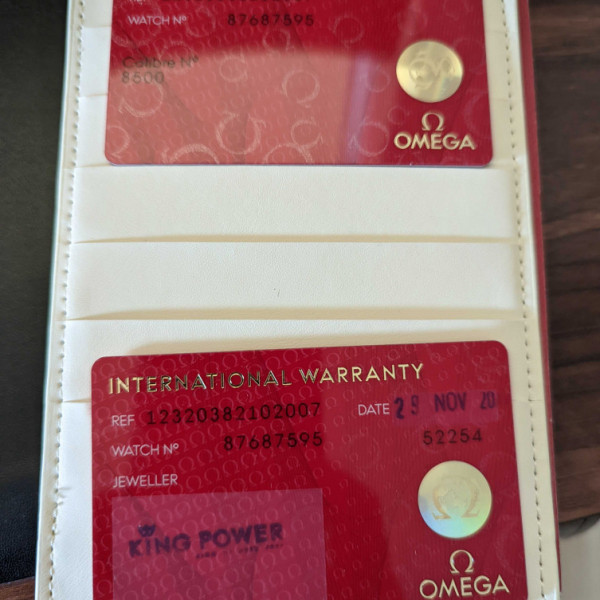 WATCH Nº 87687595
Calibre Nº
8500
Ω
OMEGA
INTERNATIONAL WARRANTY
REF 12320382102007 DATE 29 NOV 20
WATCH Nº 87687595 52254
JEWELLER
KING POWER
Ω
OMEGA